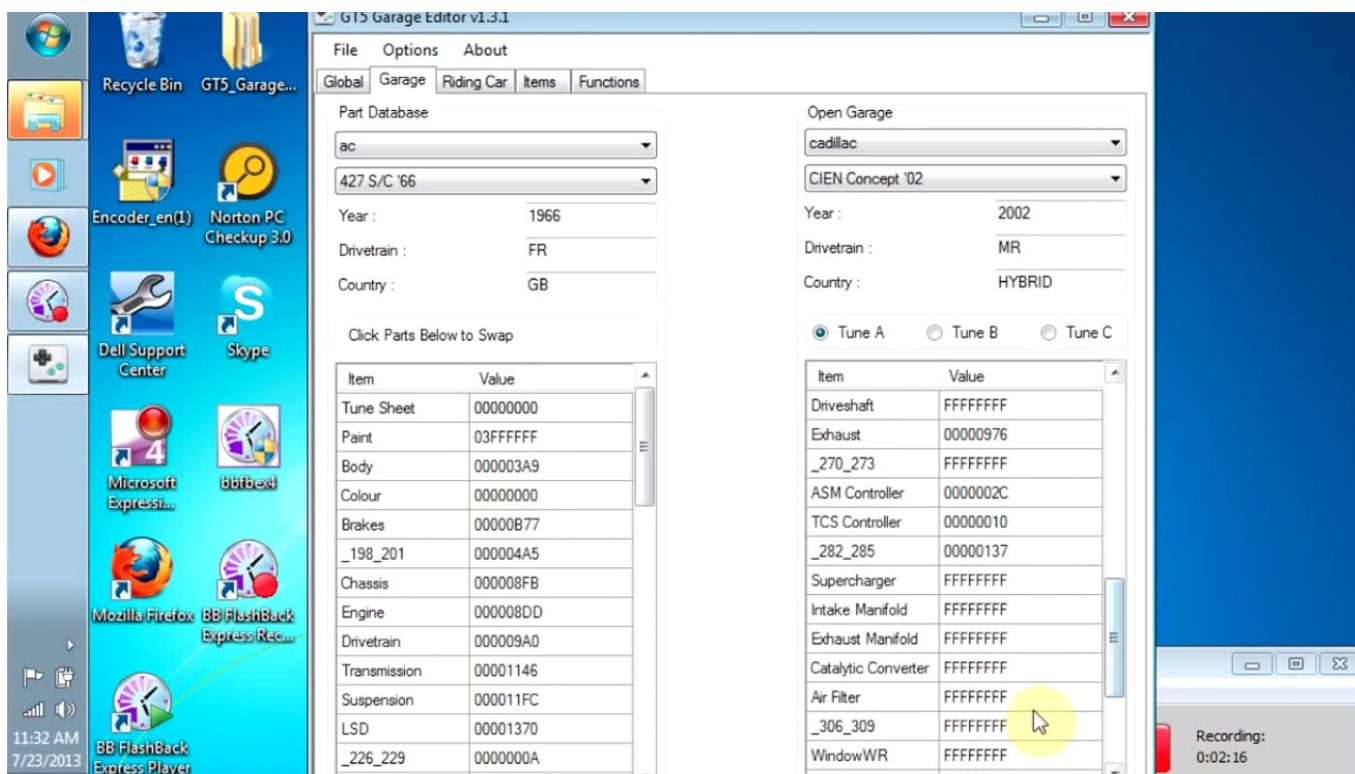 GT5 Garage Editor v1.3.1
File Options About
Global Garage Riding Car Items Functions
Recycle Bin
GT5_Garage...
Encoder_en(1)
Norton PC
Checkup 3.0
Dell Support
Center
Skype
Microsoft
Expressi...
bbfbex4
Mozilla Firefox
BB FlashBack
Express Rec...
BB FlashBack
Express Player
11:32 AM
7/23/2013
Part Database
ac
427 S/C '66
Year : 1966
Drivetrain : FR
Country : GB
Click Parts Below to Swap
Item Value
Tune Sheet 00000000
Paint 03FFFFFF
Body 000003A9
Colour 00000000
Brakes 00000B77
_198_201 000004A5
Chassis 000008FB
Engine 000008DD
Drivetrain 000009A0
Transmission 00001146
Suspension 000011FC
LSD 00001370
_226_229 0000000A
Open Garage
cadillac
CIEN Concept '02
Year : 2002
Drivetrain : MR
Country : HYBRID
Tune A Tune B Tune C
Item Value
Driveshaft FFFFFFFF
Exhaust 00000976
_270_273 FFFFFFFF
ASM Controller 0000002C
TCS Controller 00000010
_282_285 00000137
Supercharger FFFFFFFF
Intake Manifold FFFFFFFF
Exhaust Manifold FFFFFFFF
Catalytic Converter FFFFFFFF
Air Filter FFFFFFFF
_306_309 FFFFFFFF
WindowWR FFFFFFFF
Recording:
0:02:16